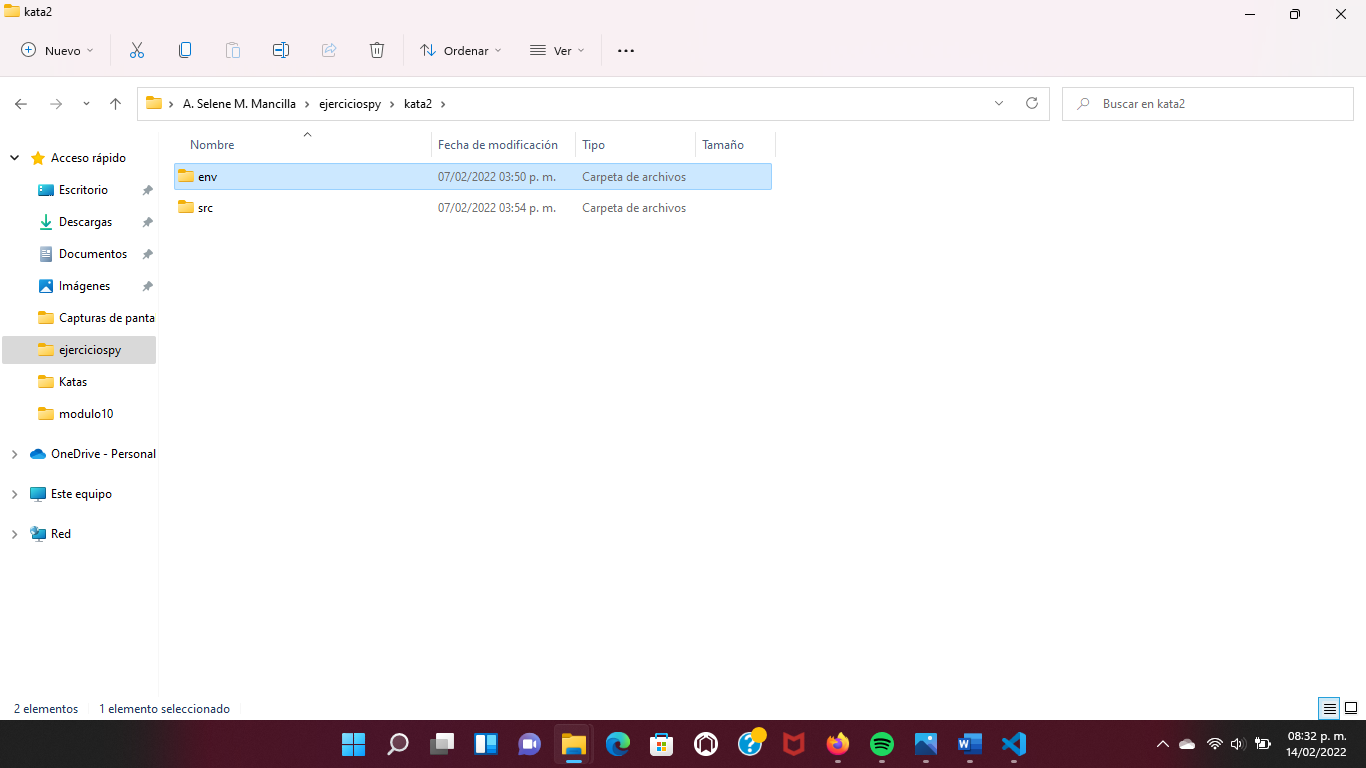 kata2
Nuevo
Ordenar
Ver
A. Selene M. Mancilla
ejerciciospy
kata2
Buscar en kata2
Nombre
Fecha de modificación
Tipo
Tamaño
env
07/02/2022 03:50 p. m.
Carpeta de archivos
src
07/02/2022 03:54 p. m.
Carpeta de archivos
Acceso rápido
Escritorio
Descargas
Documentos
Imágenes
Capturas de panta
ejerciciospy
Katas
modulo10
OneDrive - Personal
Este equipo
Red
2 elementos
1 elemento seleccionado
08:32 p. m.
14/02/2022